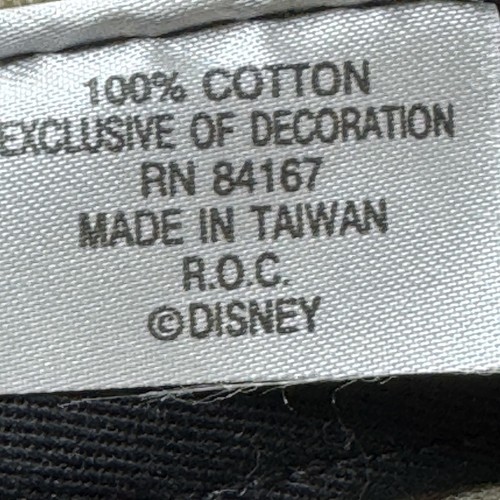 100% COTTON
EXCLUSIVE OF DECORATION
RN 84167
MADE IN TAIWAN
R.O.C.
©DISNEY